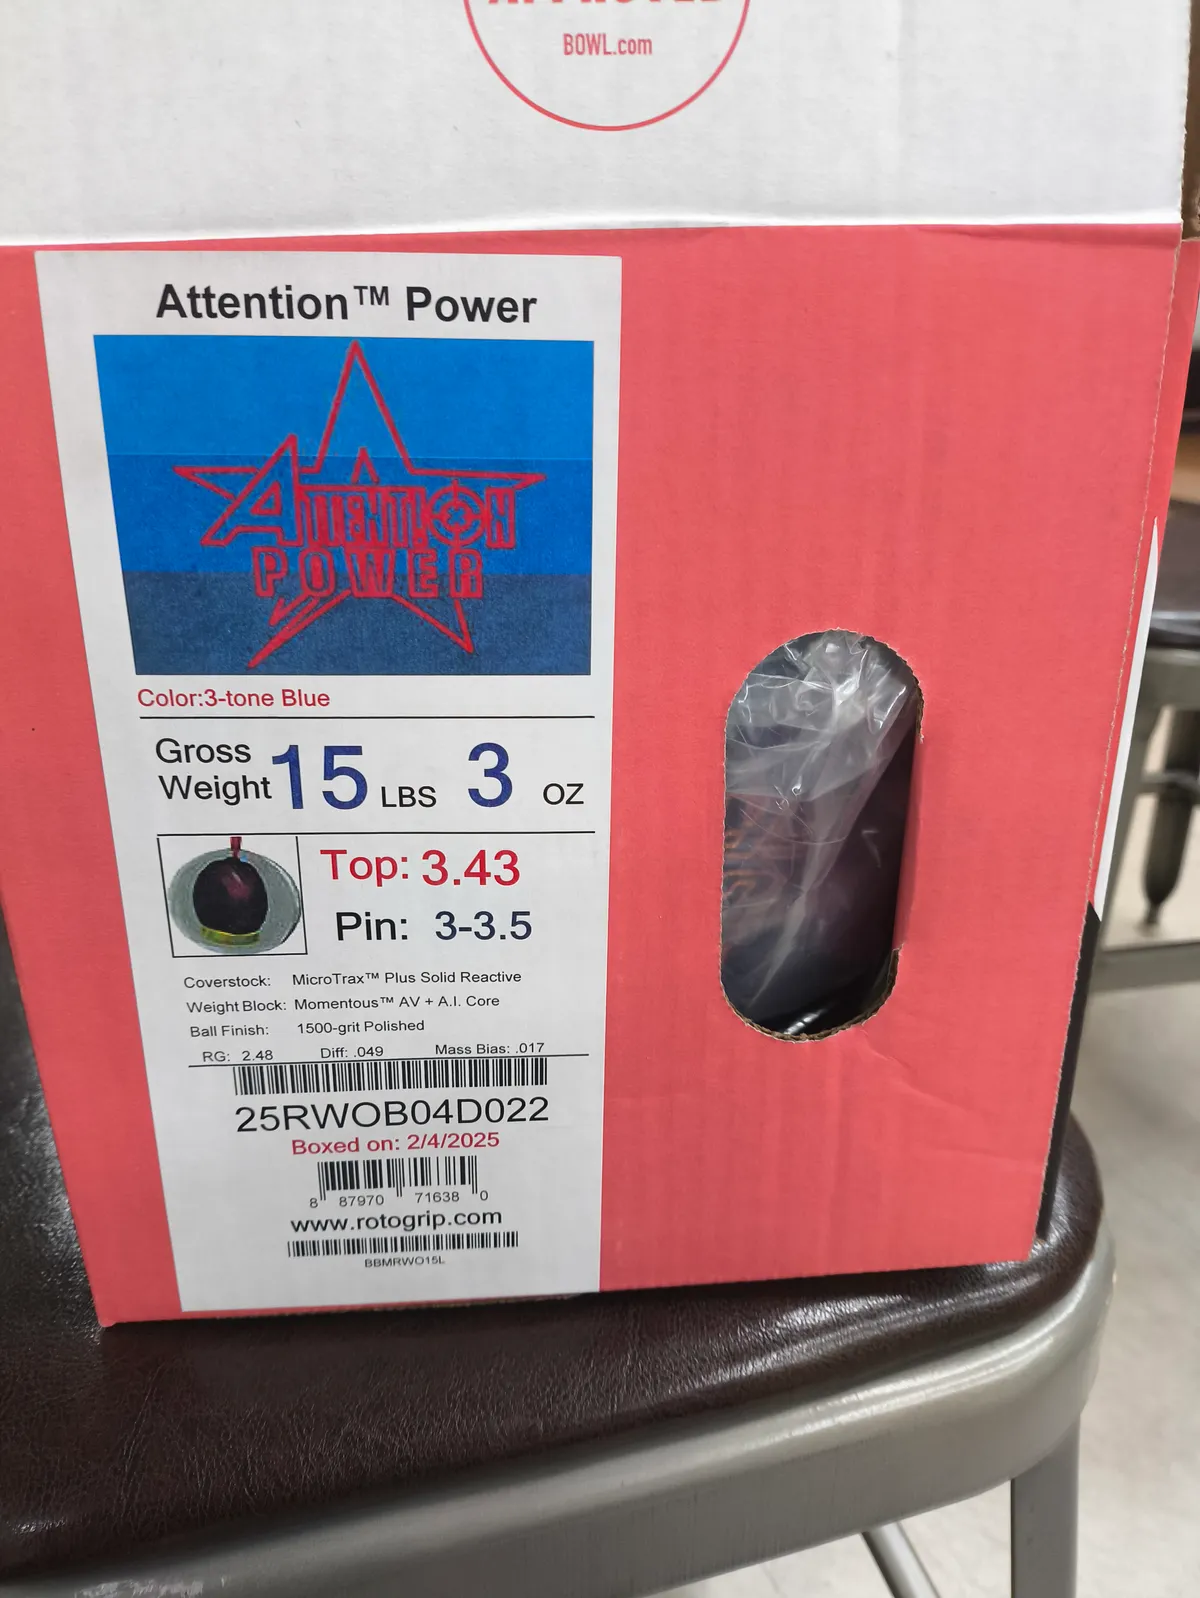 APPROVED
BOWL.com
Attention™ Power
ATTENTION
POWER
Color:3-tone Blue
Gross Weight 15 LBS 3 OZ
Top: 3.43
Pin: 3-3.5
Coverstock: MicroTrax™ Plus Solid Reactive
Weight Block: Momentous™ AV + A.I. Core
Ball Finish: 1500-grit Polished
RG: 2.48 Diff: .049 Mass Bias: .017
25RWOB04D022
Boxed on: 2/4/2025
8 87970 71638 0
www.rotogrip.com
BBMRWO15L